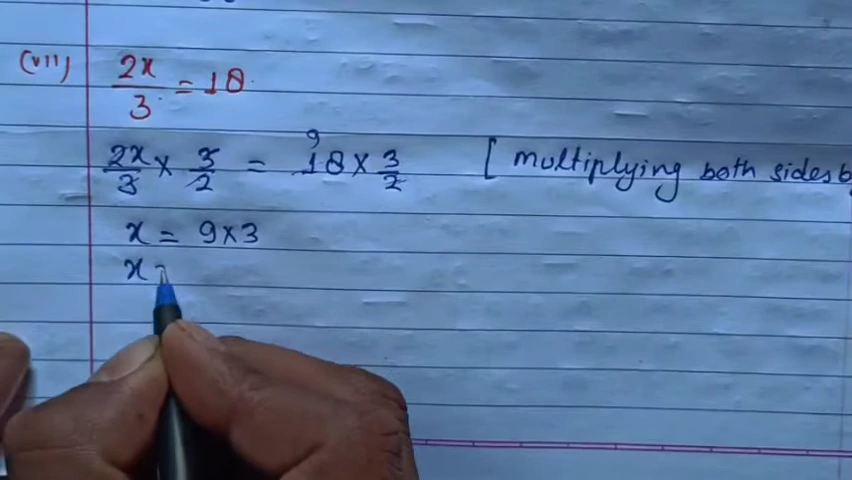 (vii) 2x/3 = 18
2x/3 × 3/2 = 18 9 × 3/2 [ multiplying both sides b
x = 9×3
x =